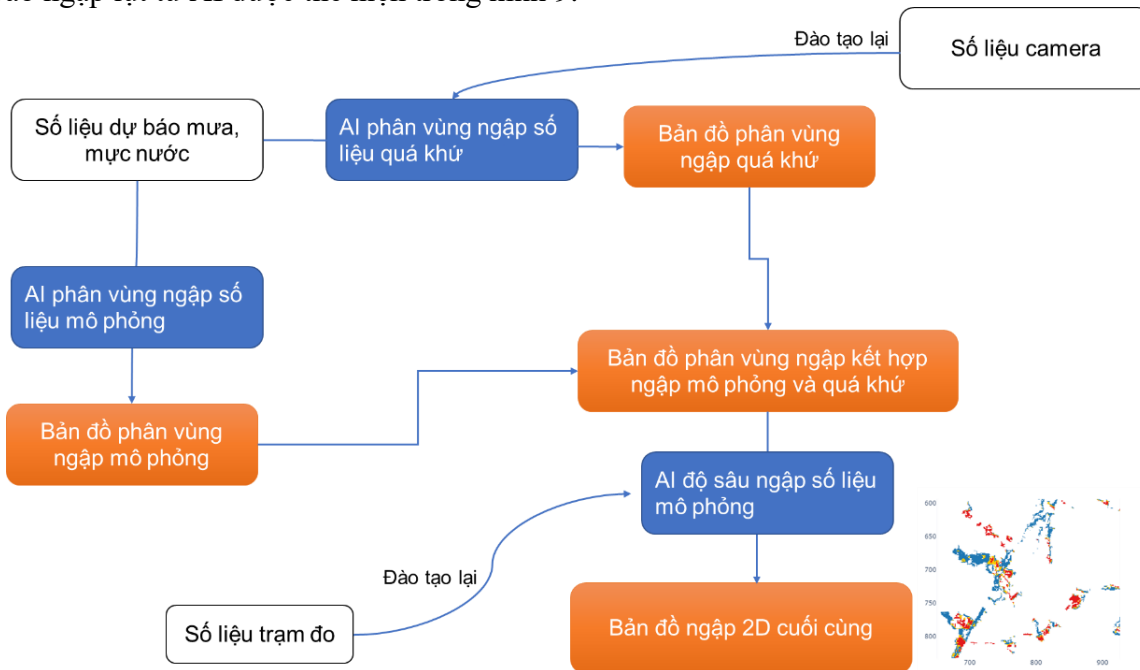 Đào tạo lại
Số liệu camera
Số liệu dự báo mưa,
mực nước
AI phân vùng ngập số
liệu quá khứ
Bản đồ phân vùng
ngập quá khứ
AI phân vùng ngập số
liệu mô phỏng
Bản đồ phân vùng ngập kết hợp
ngập mô phỏng và quá khứ
Bản đồ phân vùng
ngập mô phỏng
AI độ sâu ngập số liệu
mô phỏng
Đào tạo lại
Số liệu trạm đo
Bản đồ ngập 2D cuối cùng
600
650
700
750
800
700
800
900